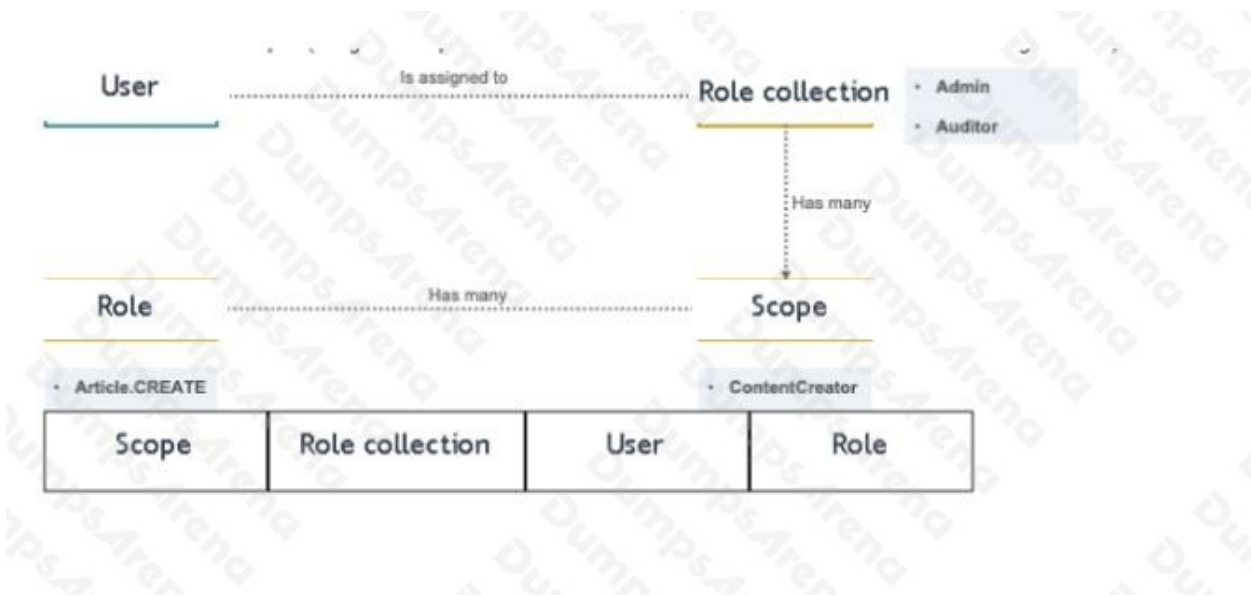 User
Is assigned to
Role collection
• Admin
• Auditor
Has many
Role
Has many
Scope
• Article.CREATE
• ContentCreator
Scope
Role collection
User
Role
DumpsArena